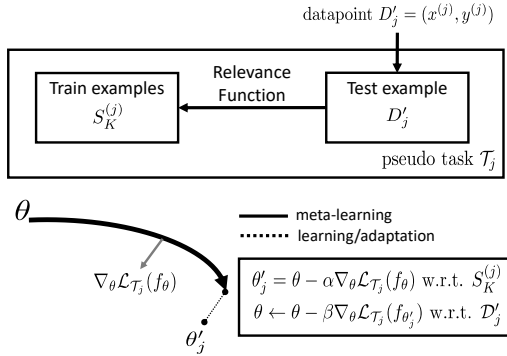 datapoint $D'_j = (x^{(j)}, y^{(j)})$
Train examples
$S_K^{(j)}$
Relevance
Function
Test example
$D'_j$
pseudo task $\mathcal{T}_j$
$\theta$
meta-learning
learning/adaptation
$\nabla_\theta \mathcal{L}_{\mathcal{T}_j}(f_\theta)$
$\theta'_j$
$\theta'_j = \theta - \alpha \nabla_\theta \mathcal{L}_{\mathcal{T}_j}(f_\theta)$ w.r.t. $S_K^{(j)}$
$\theta \leftarrow \theta - \beta \nabla_\theta \mathcal{L}_{\mathcal{T}_j}(f_{\theta'_j})$ w.r.t. $\mathcal{D}'_j$